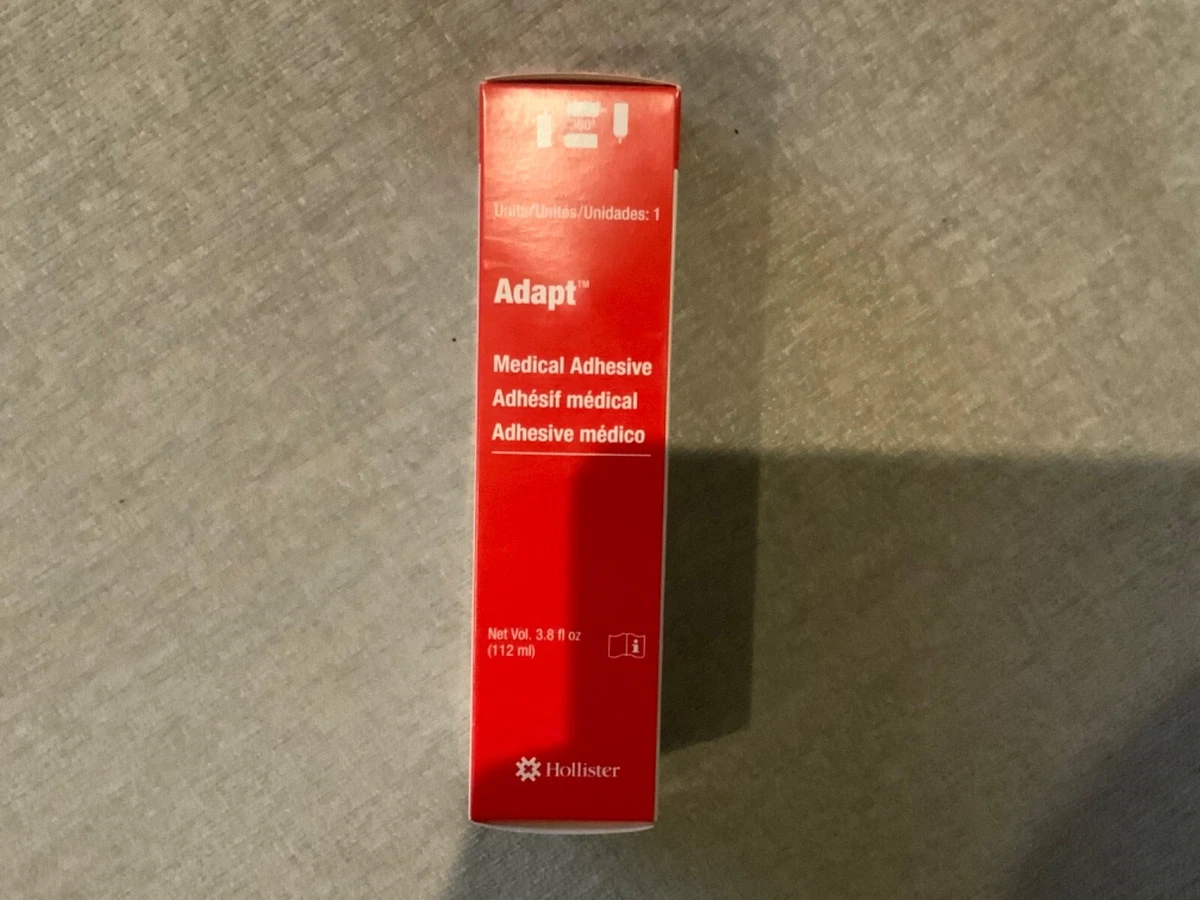 360°
Units/Unités/Unidades: 1
Adapt™
Medical Adhesive
Adhésif médical
Adhesive médico
Net Vol. 3.8 fl oz
(112 ml)
Hollister